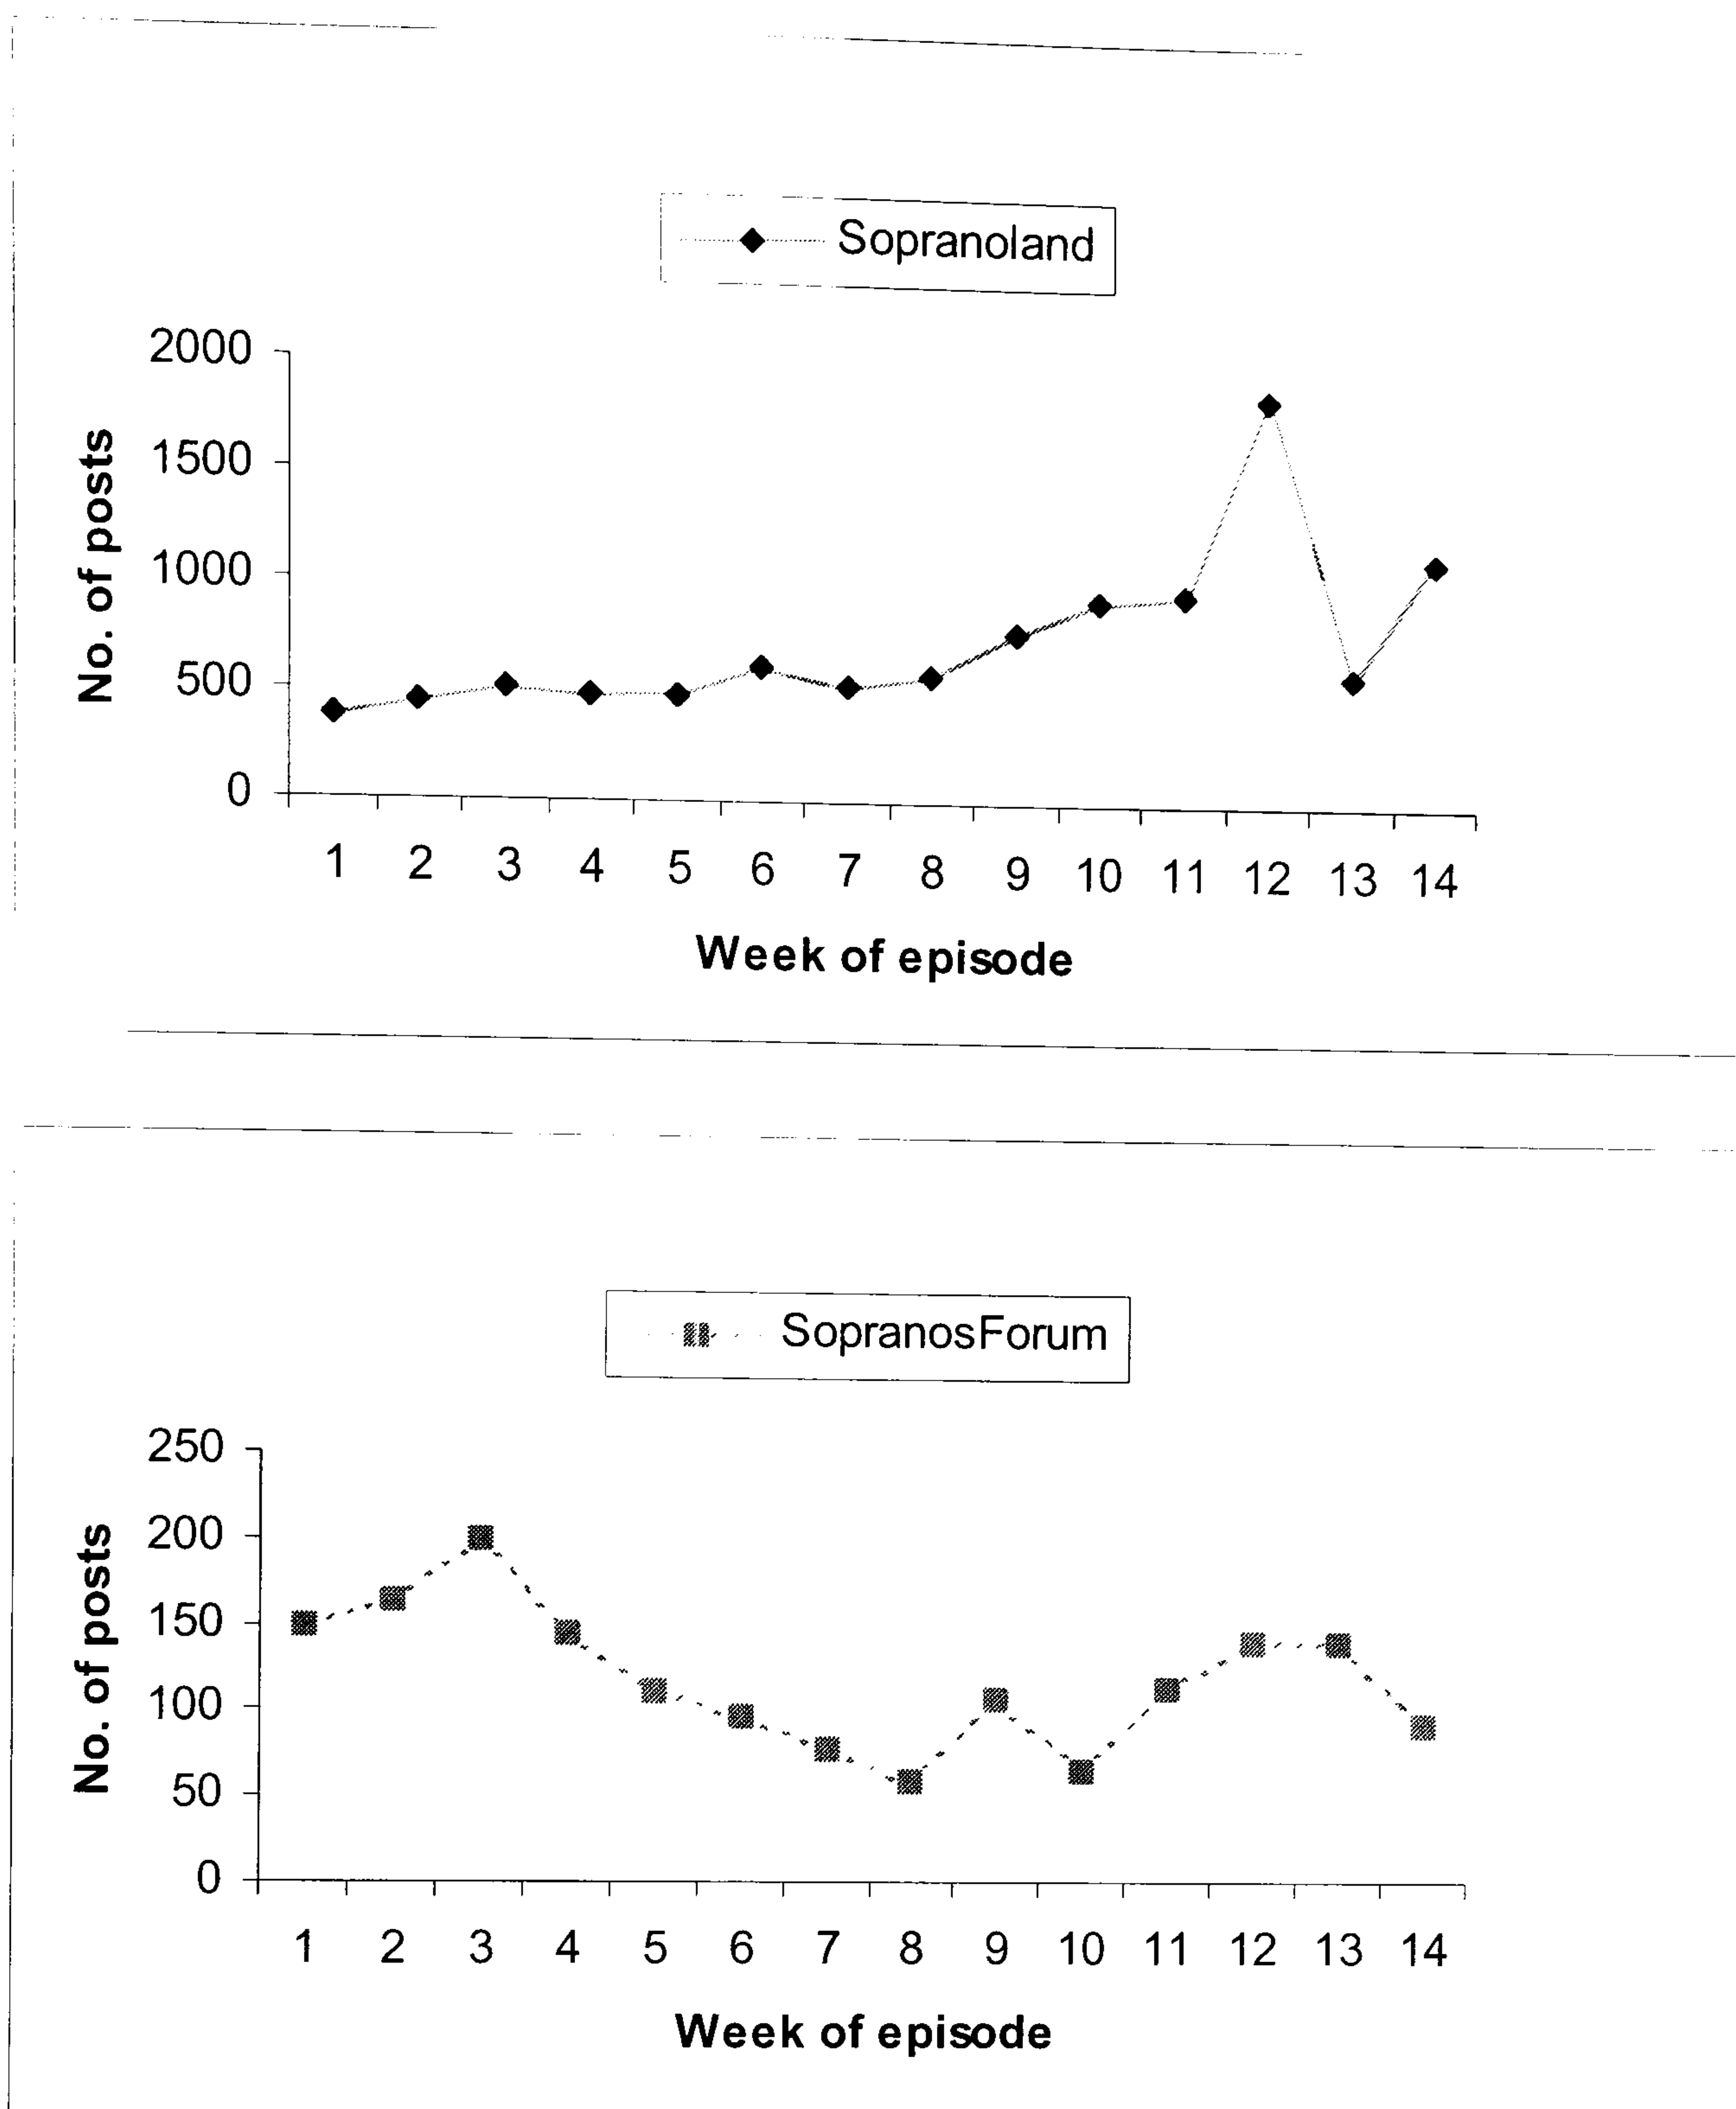 Sopranoland
2000
1500
1000
500
0
No. of posts
1 2 3 4 5 6 7 8 9 10 11 12 13 14
Week of episode
SopranosForum
250
200
150
100
50
0
No. of posts
1 2 3 4 5 6 7 8 9 10 11 12 13 14
Week of episode